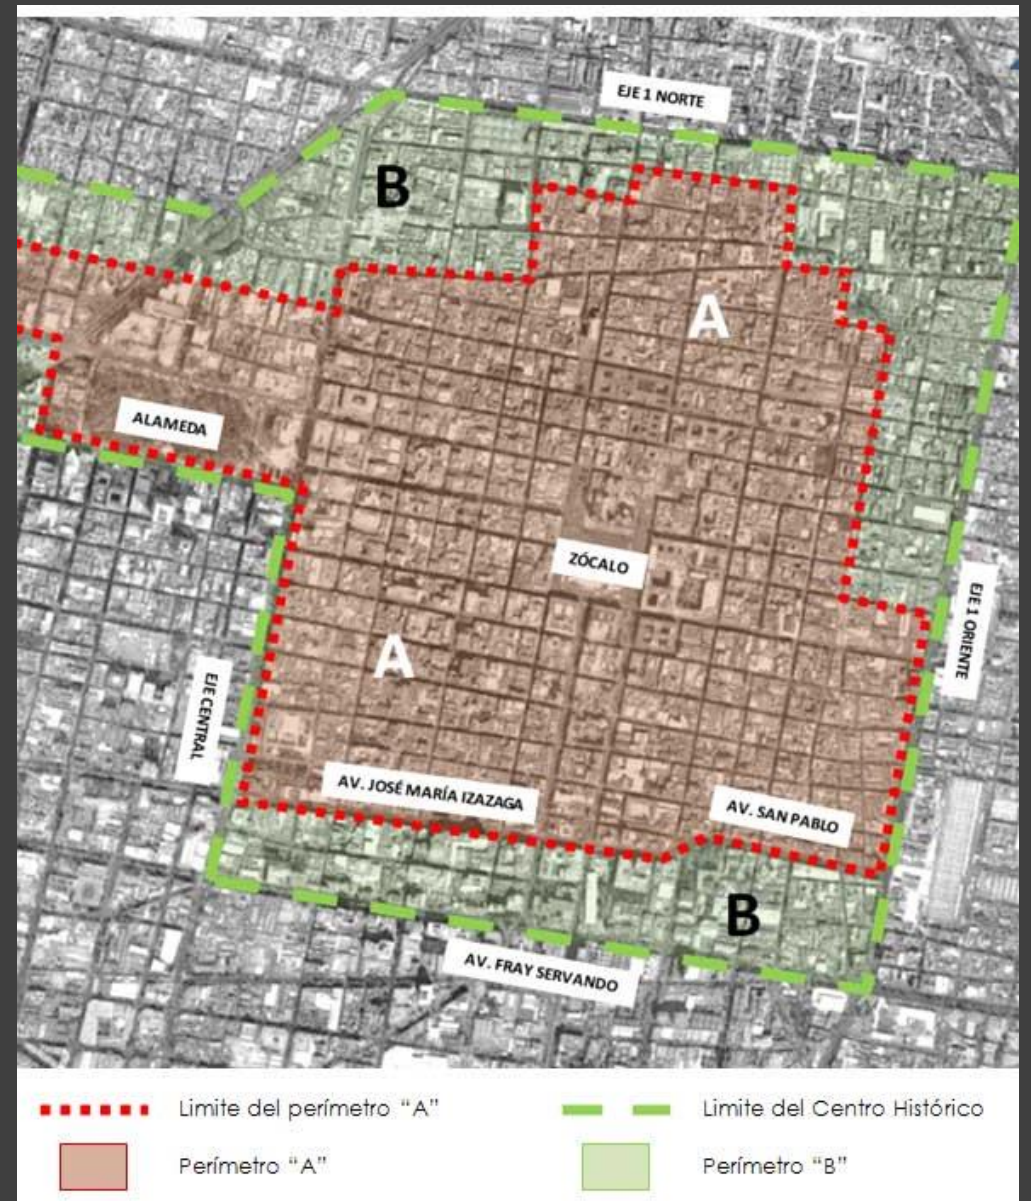 EJE 1 NORTE
B
A
ALAMEDA
ZÓCALO
EJE 1 ORIENTE
A
EJE CENTRAL
AV. JOSÉ MARÍA IZAZAGA
AV. SAN PABLO
B
AV. FRAY SERVANDO
Limite del perímetro “A”
Limite del Centro Histórico
Perímetro “A”
Perímetro “B”